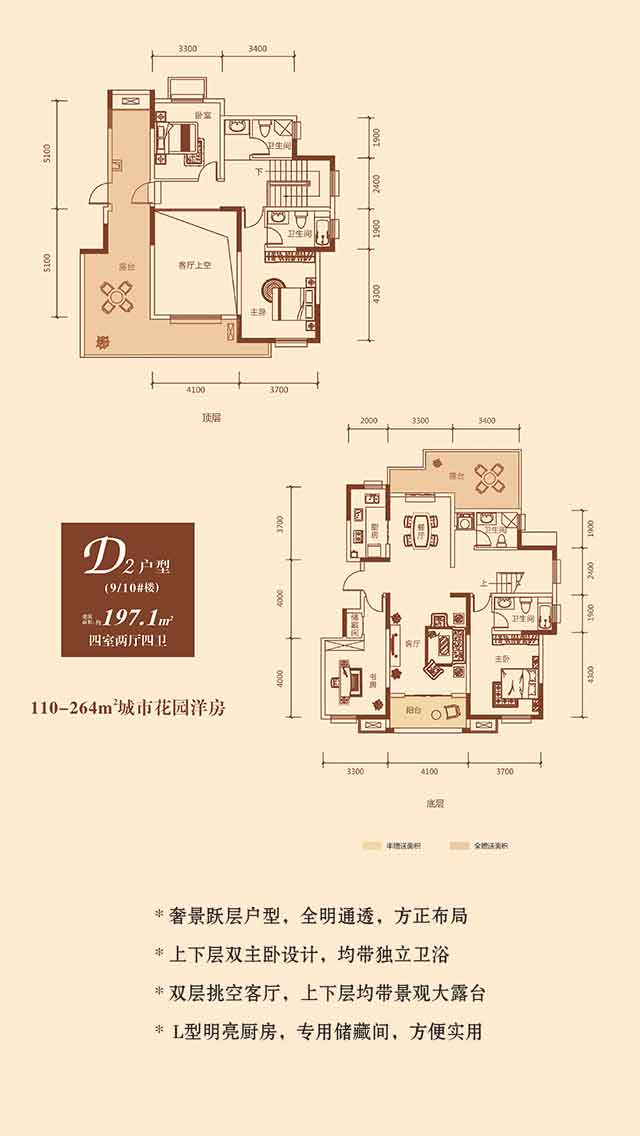 3300 3400
卧室
卫生间
下
卫生间
露台
客厅上空
主卧
5100
5100
1900
2400
1900
4300
4100 3700
顶层
2000 3300 3400
露台
厨房
餐厅
卫生间
上
储藏间
卫生间
客厅
主卧
书房
阳台
3700
4000
4000
1900
2400
1900
4300
3300 4100 3700
底层
D2户型
(9/10#楼)
建筑面积:约197.1m²
四室两厅四卫
110-264m²城市花园洋房
半赠送面积 全赠送面积
* 奢景跃层户型，全明通透，方正布局
* 上下层双主卧设计，均带独立卫浴
* 双层挑空客厅，上下层均带景观大露台
* L型明亮厨房，专用储藏间，方便实用